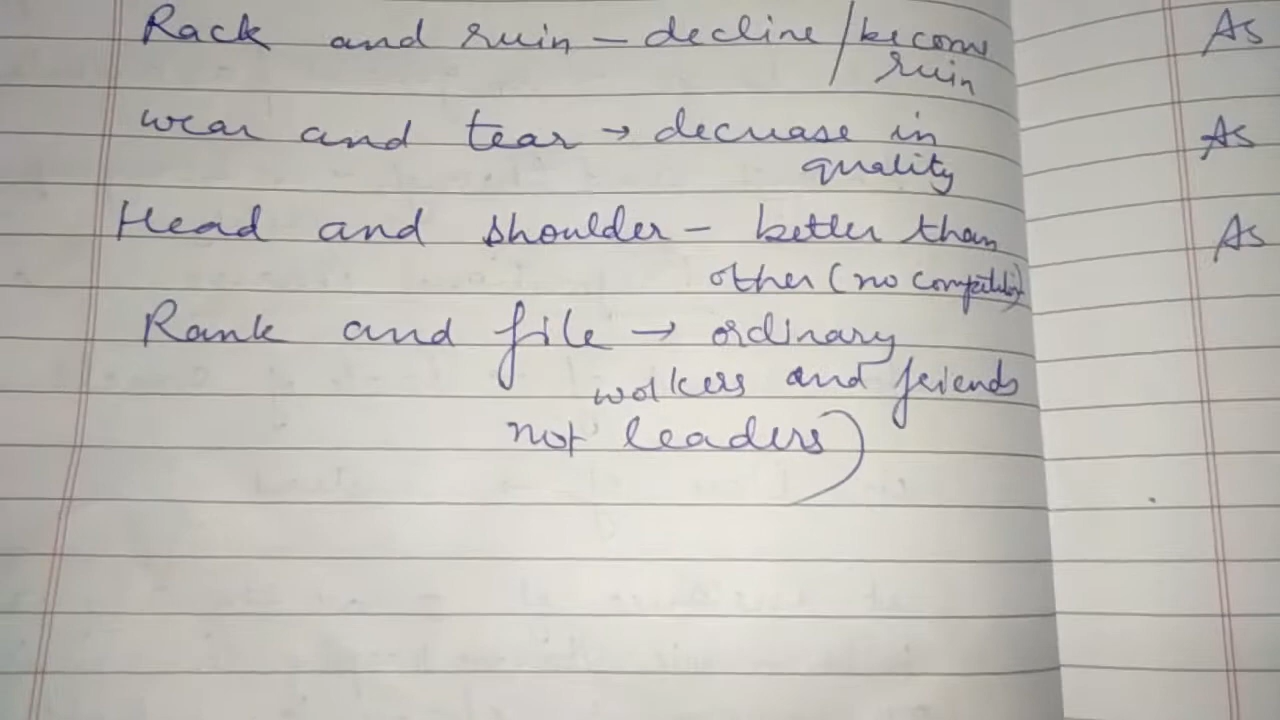 Rack and ruin – decline / become
ruin
wear and tear → decrease in
quality
Head and shoulder – better than
other (no competition)
Rank and file → ordinary
workers and friends
not leaders)
As
As
As